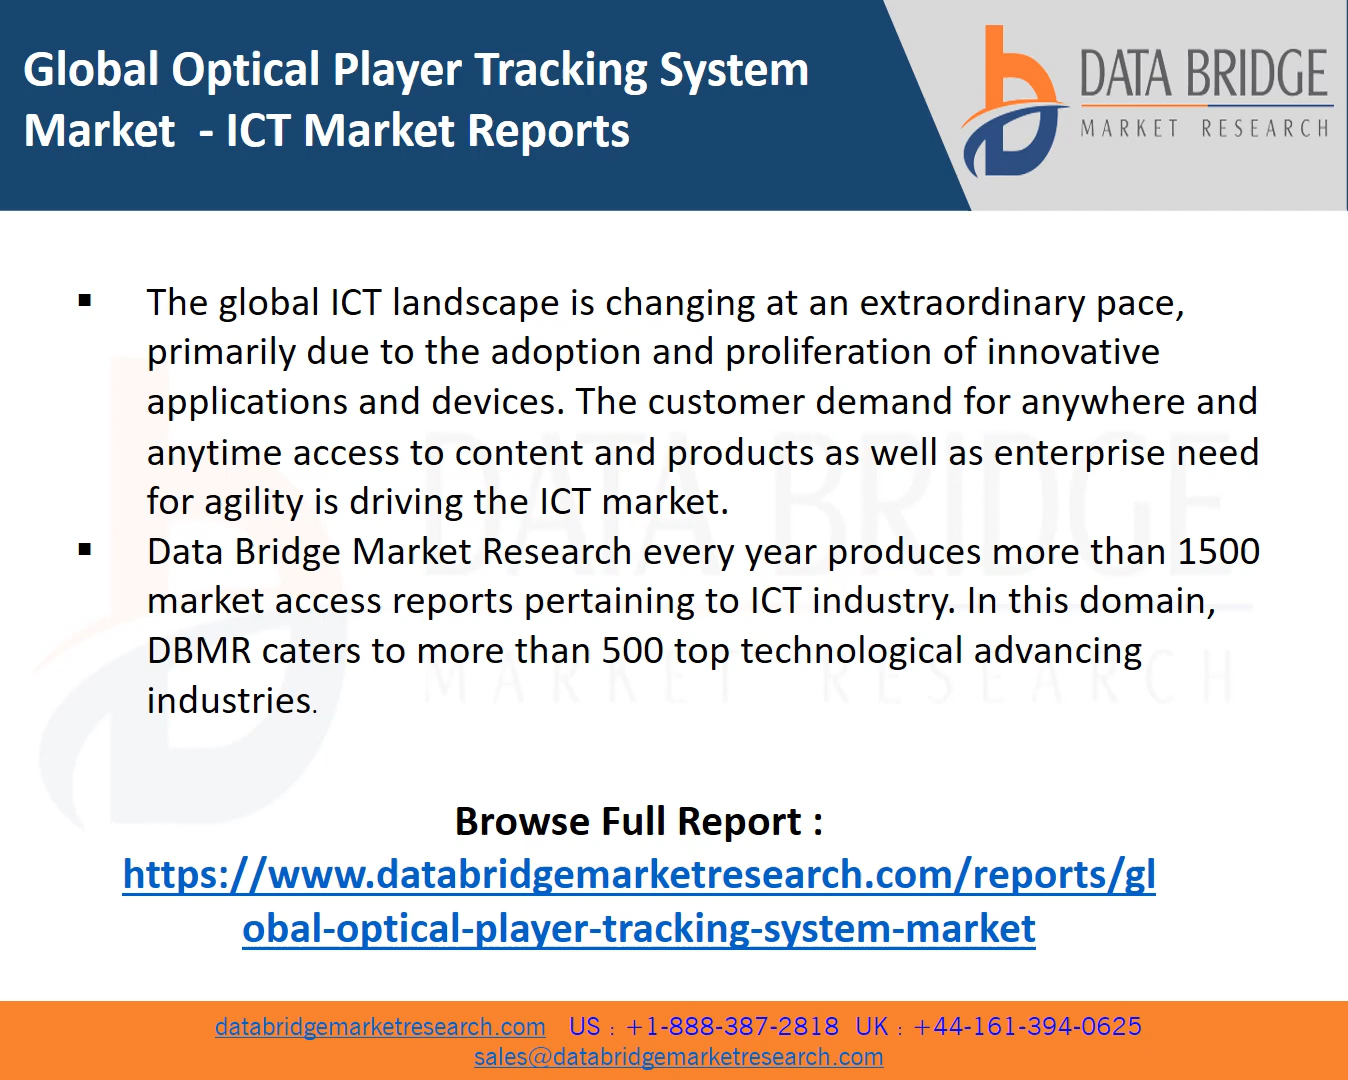 Global Optical Player Tracking System
Market - ICT Market Reports
DATA BRIDGE
MARKET RESEARCH
▪ The global ICT landscape is changing at an extraordinary pace,
primarily due to the adoption and proliferation of innovative
applications and devices. The customer demand for anywhere and
anytime access to content and products as well as enterprise need
for agility is driving the ICT market.
▪ Data Bridge Market Research every year produces more than 1500
market access reports pertaining to ICT industry. In this domain,
DBMR caters to more than 500 top technological advancing
industries.
DATA BRIDGE
MARKET RESEARCH
Browse Full Report :
https://www.databridgemarketresearch.com/reports/gl
obal-optical-player-tracking-system-market
databridgemarketresearch.com US : +1-888-387-2818 UK : +44-161-394-0625
sales@databridgemarketresearch.com